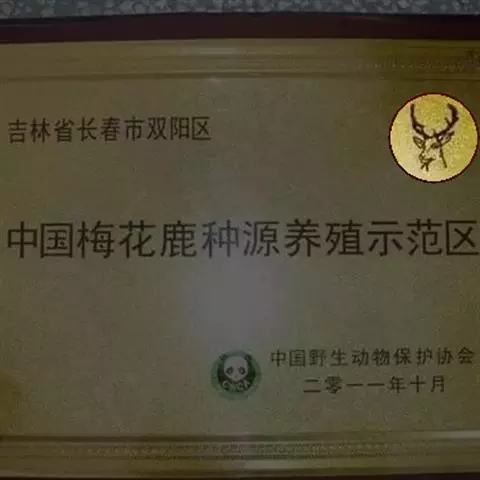 吉林省长春市双阳区
中国梅花鹿种源养殖示范区
中国野生动物保护协会
二零一一年十月